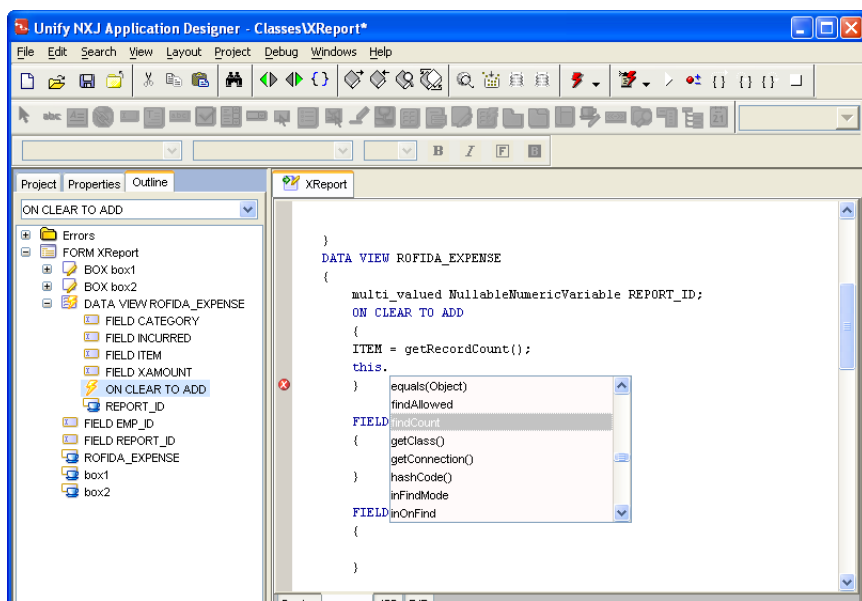 Unify NXJ Application Designer - Classes\XReport*
File Edit Search View Layout Project Debug Windows Help
abc
B I F B
Project Properties Outline
XReport
ON CLEAR TO ADD
Errors
FORM XReport
BOX box1
BOX box2
DATA VIEW ROFIDA_EXPENSE
FIELD CATEGORY
FIELD INCURRED
FIELD ITEM
FIELD XAMOUNT
ON CLEAR TO ADD
REPORT_ID
FIELD EMP_ID
FIELD REPORT_ID
ROFIDA_EXPENSE
box1
box2
}
DATA VIEW ROFIDA_EXPENSE
{
multi_valued NullableNumericVariable REPORT_ID;
ON CLEAR TO ADD
{
ITEM = getRecordCount();
this.
}
FIELD
{
}
FIELD
{
}
equals(Object)
findAllowed
findCount
getClass()
getConnection()
hashCode()
inFindMode
inOnFind